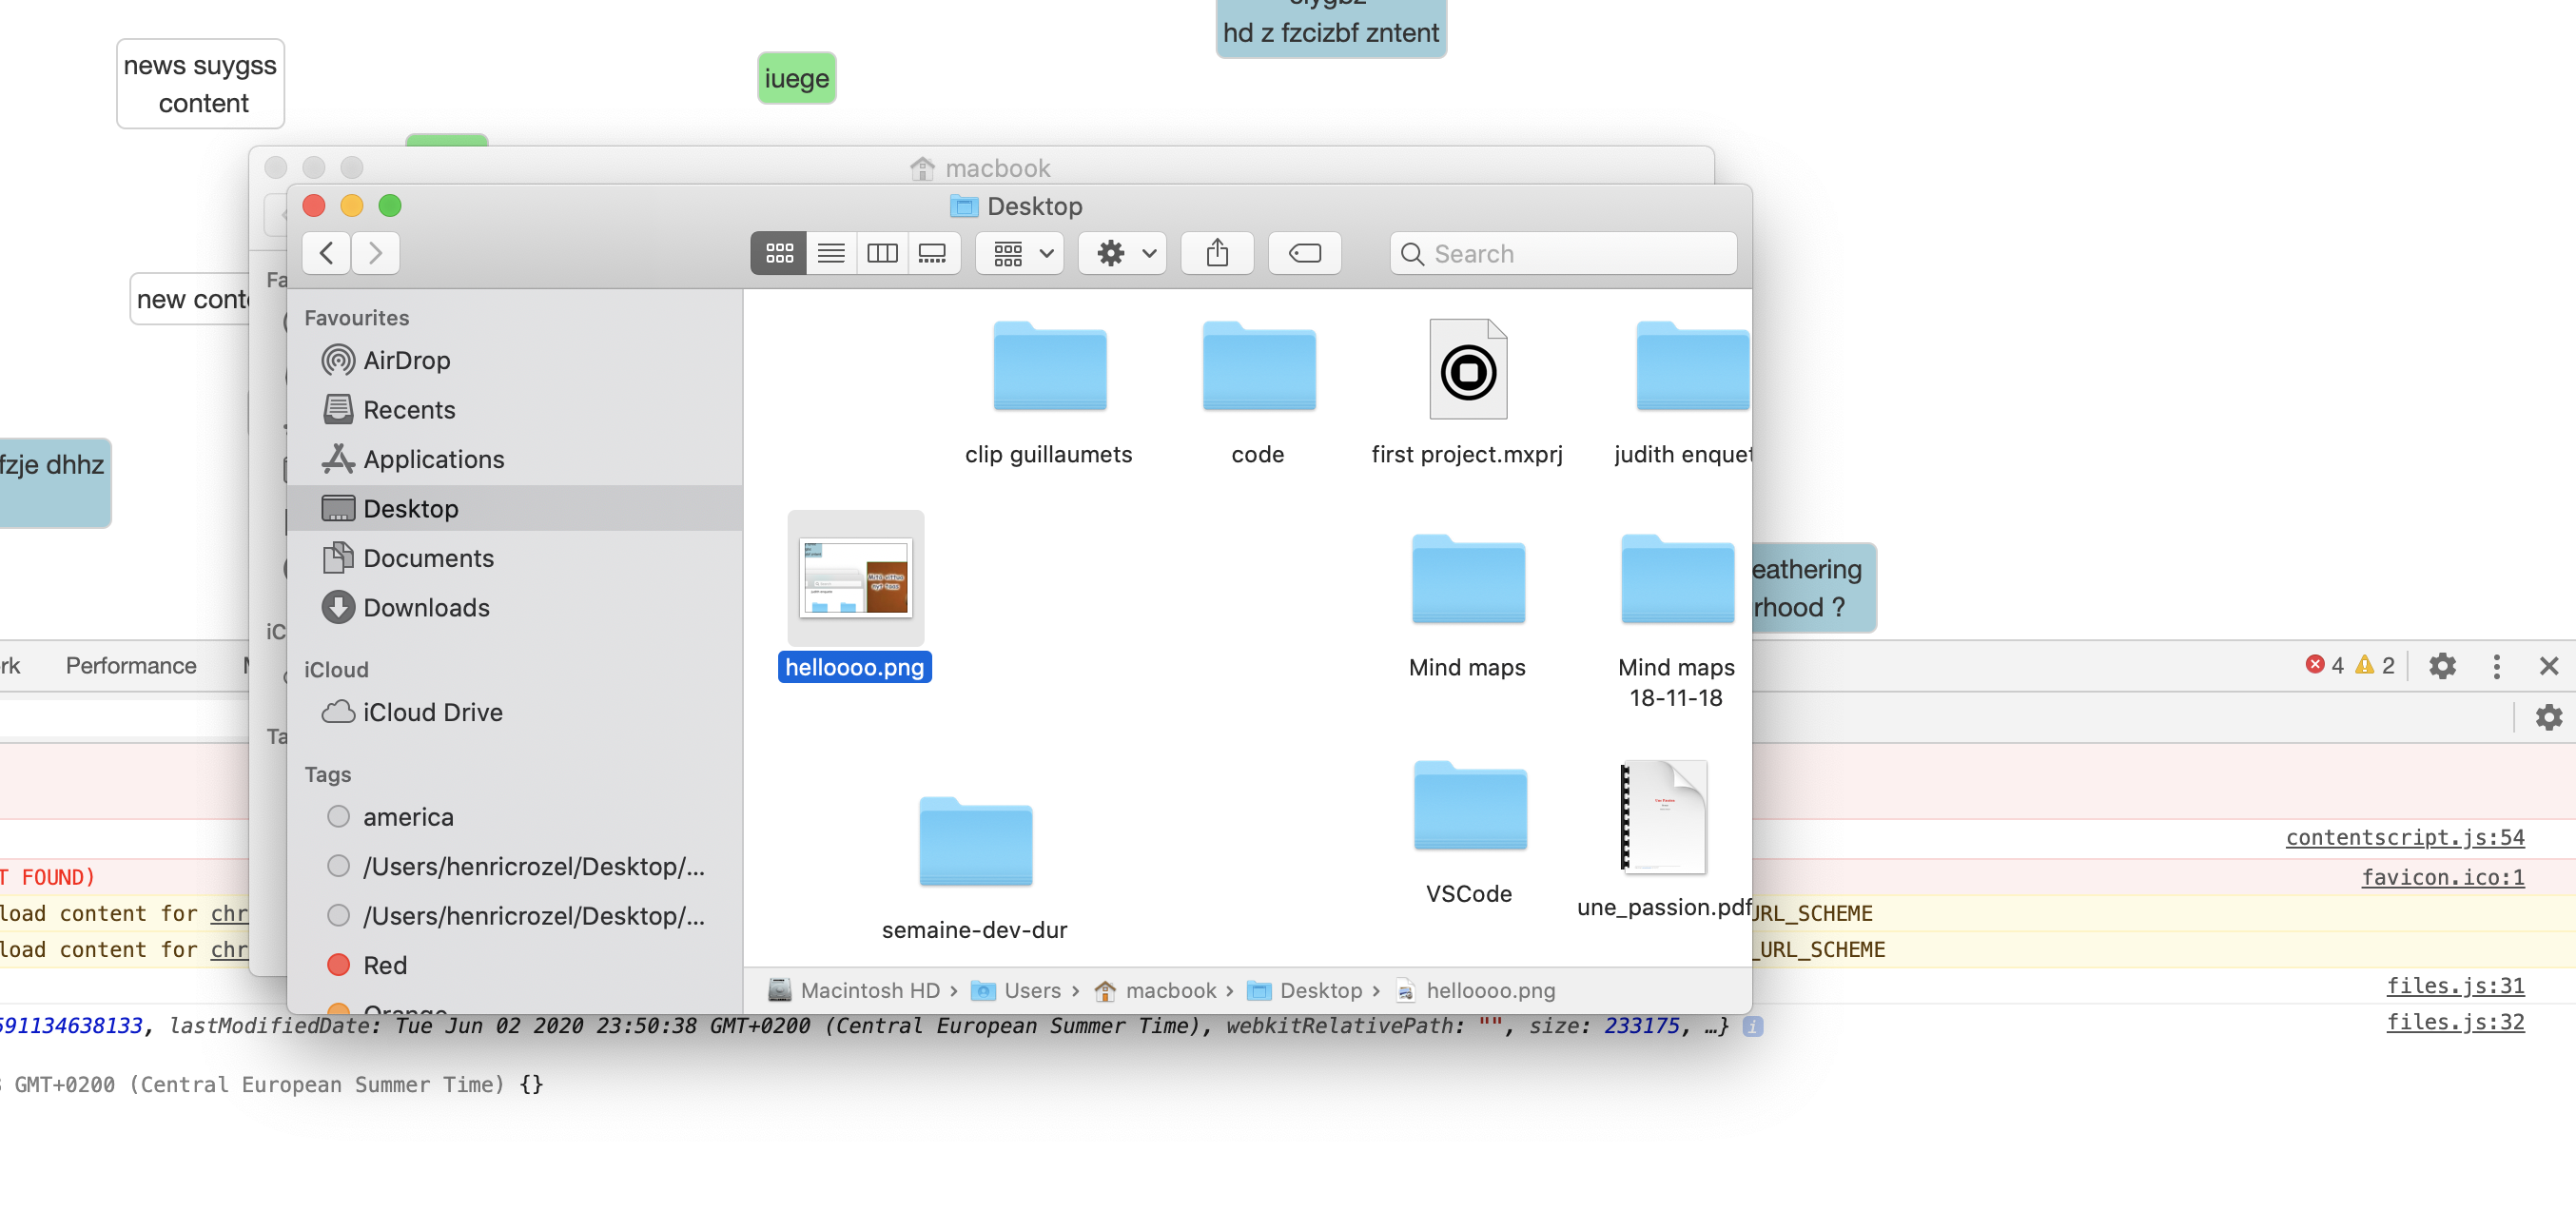 hd z fzcizbf zntent
news suygss
content
iuege
macbook
Desktop
Search
new conte
Fa
Favourites
AirDrop
Recents
Applications
Desktop
Documents
Downloads
iCloud
iCloud Drive
Tags
america
/Users/henricrozel/Desktop/...
/Users/henricrozel/Desktop/...
Red
Orange
clip guillaumets
code
first project.mxprj
judith enquet
helloooo.png
Mind maps
Mind maps
18-11-18
semaine-dev-dur
VSCode
une_passion.pdf
Macintosh HD › Users › macbook › Desktop › helloooo.png
fzje dhhz
eathering
rhood ?
iC
Ta
rk
Performance
4
2
contentscript.js:54
T FOUND)
favicon.ico:1
load content for chr
URL_SCHEME
load content for chr
_URL_SCHEME
files.js:31
591134638133, lastModifiedDate: Tue Jun 02 2020 23:50:38 GMT+0200 (Central European Summer Time), webkitRelativePath: "", size: 233175, …}
files.js:32
GMT+0200 (Central European Summer Time) {}